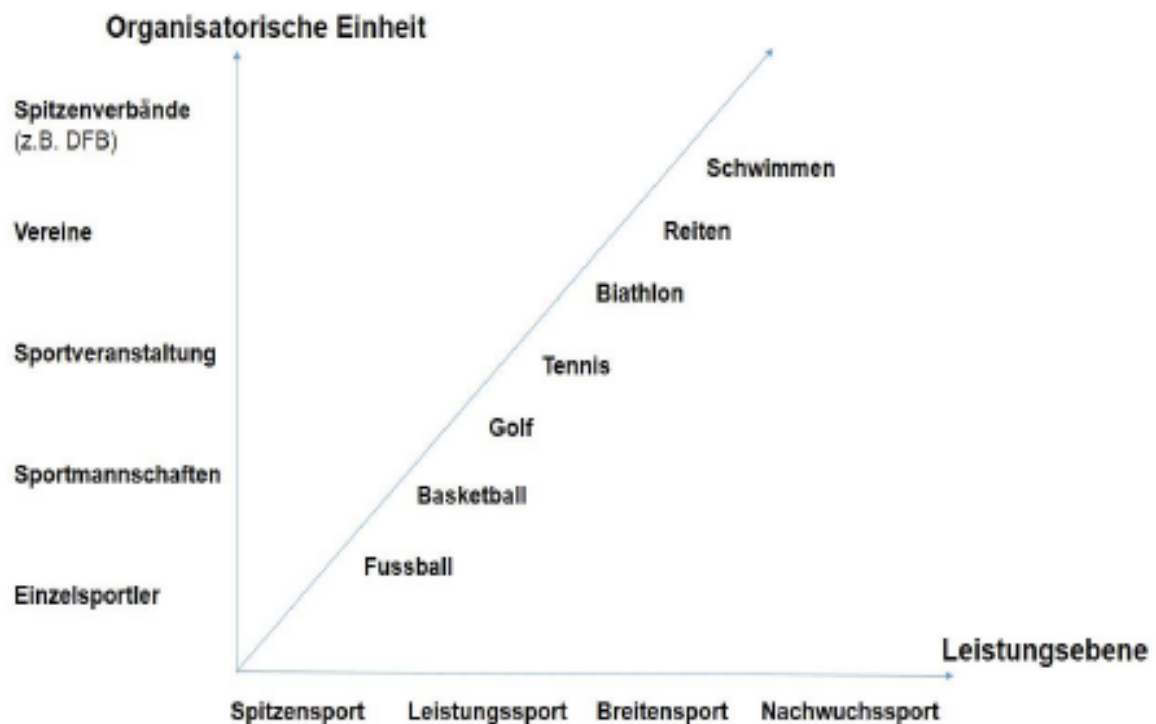 Organisatorische Einheit
Spitzenverbände
(z.B. DFB)
Schwimmen
Vereine
Reiten
Biathlon
Sportveranstaltung
Tennis
Golf
Sportmannschaften
Basketball
Fussball
Einzelsportler
Leistungsebene
Spitzensport Leistungssport Breitensport Nachwuchssport